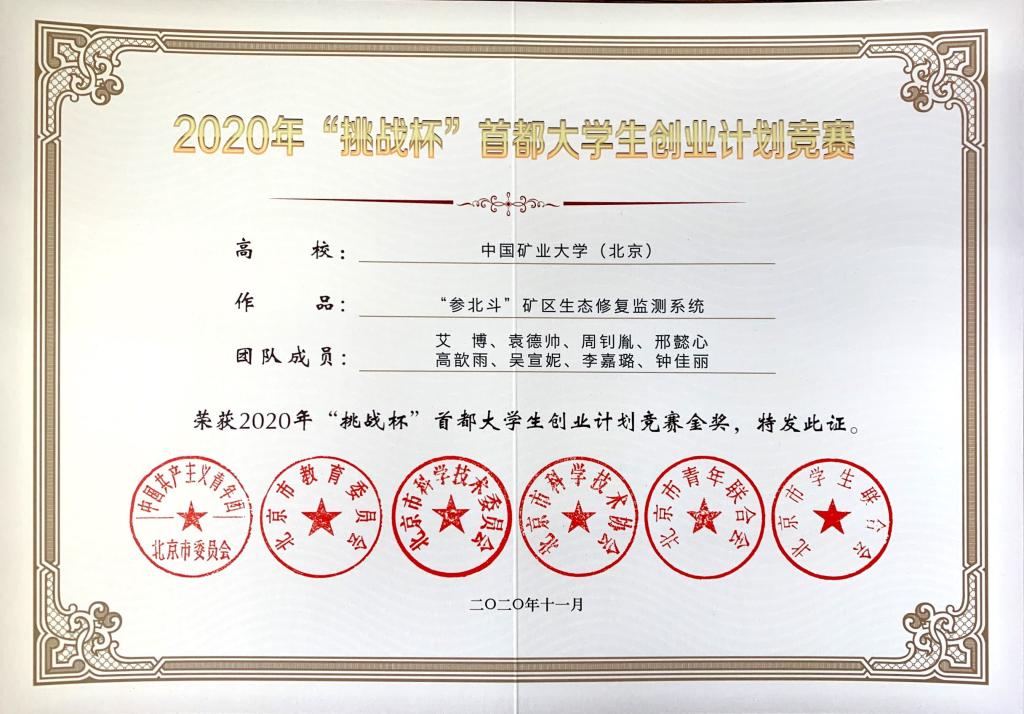 2020年“挑战杯”首都大学生创业计划竞赛
高 校： 中国矿业大学（北京）
作 品： “参北斗”矿区生态修复监测系统
团队成员： 艾 博、袁德帅、周钊胤、邢懿心
高歆雨、吴宣妮、李嘉璐、钟佳丽
荣获2020年“挑战杯”首都大学生创业计划竞赛金奖，特发此证。
中国共产主义青年团
北京市委员会
北京市教育委员会
北京市科学技术委员会
北京市科学技术协会
北京市青年联合会
北京市学生联合会
二〇二〇年十一月